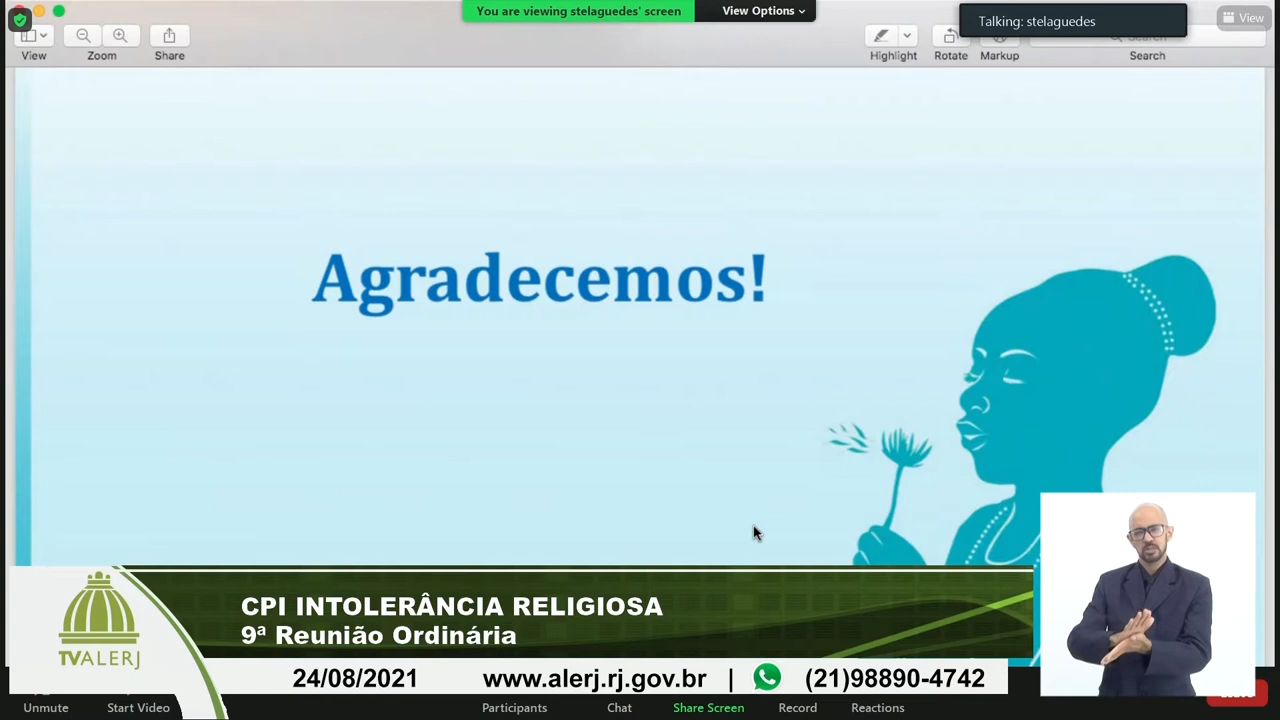 You are viewing stelaguedes' screen
View Options
Talking: stelaguedes
View
View
Zoom
Share
Highlight
Rotate
Markup
Search
Search
Agradecemos!
CPI INTOLERÂNCIA RELIGIOSA
9ª Reunião Ordinária
TVALERJ
24/08/2021
www.alerj.rj.gov.br | (21)98890-4742
Unmute
Start Video
Participants
Chat
Share Screen
Record
Reactions